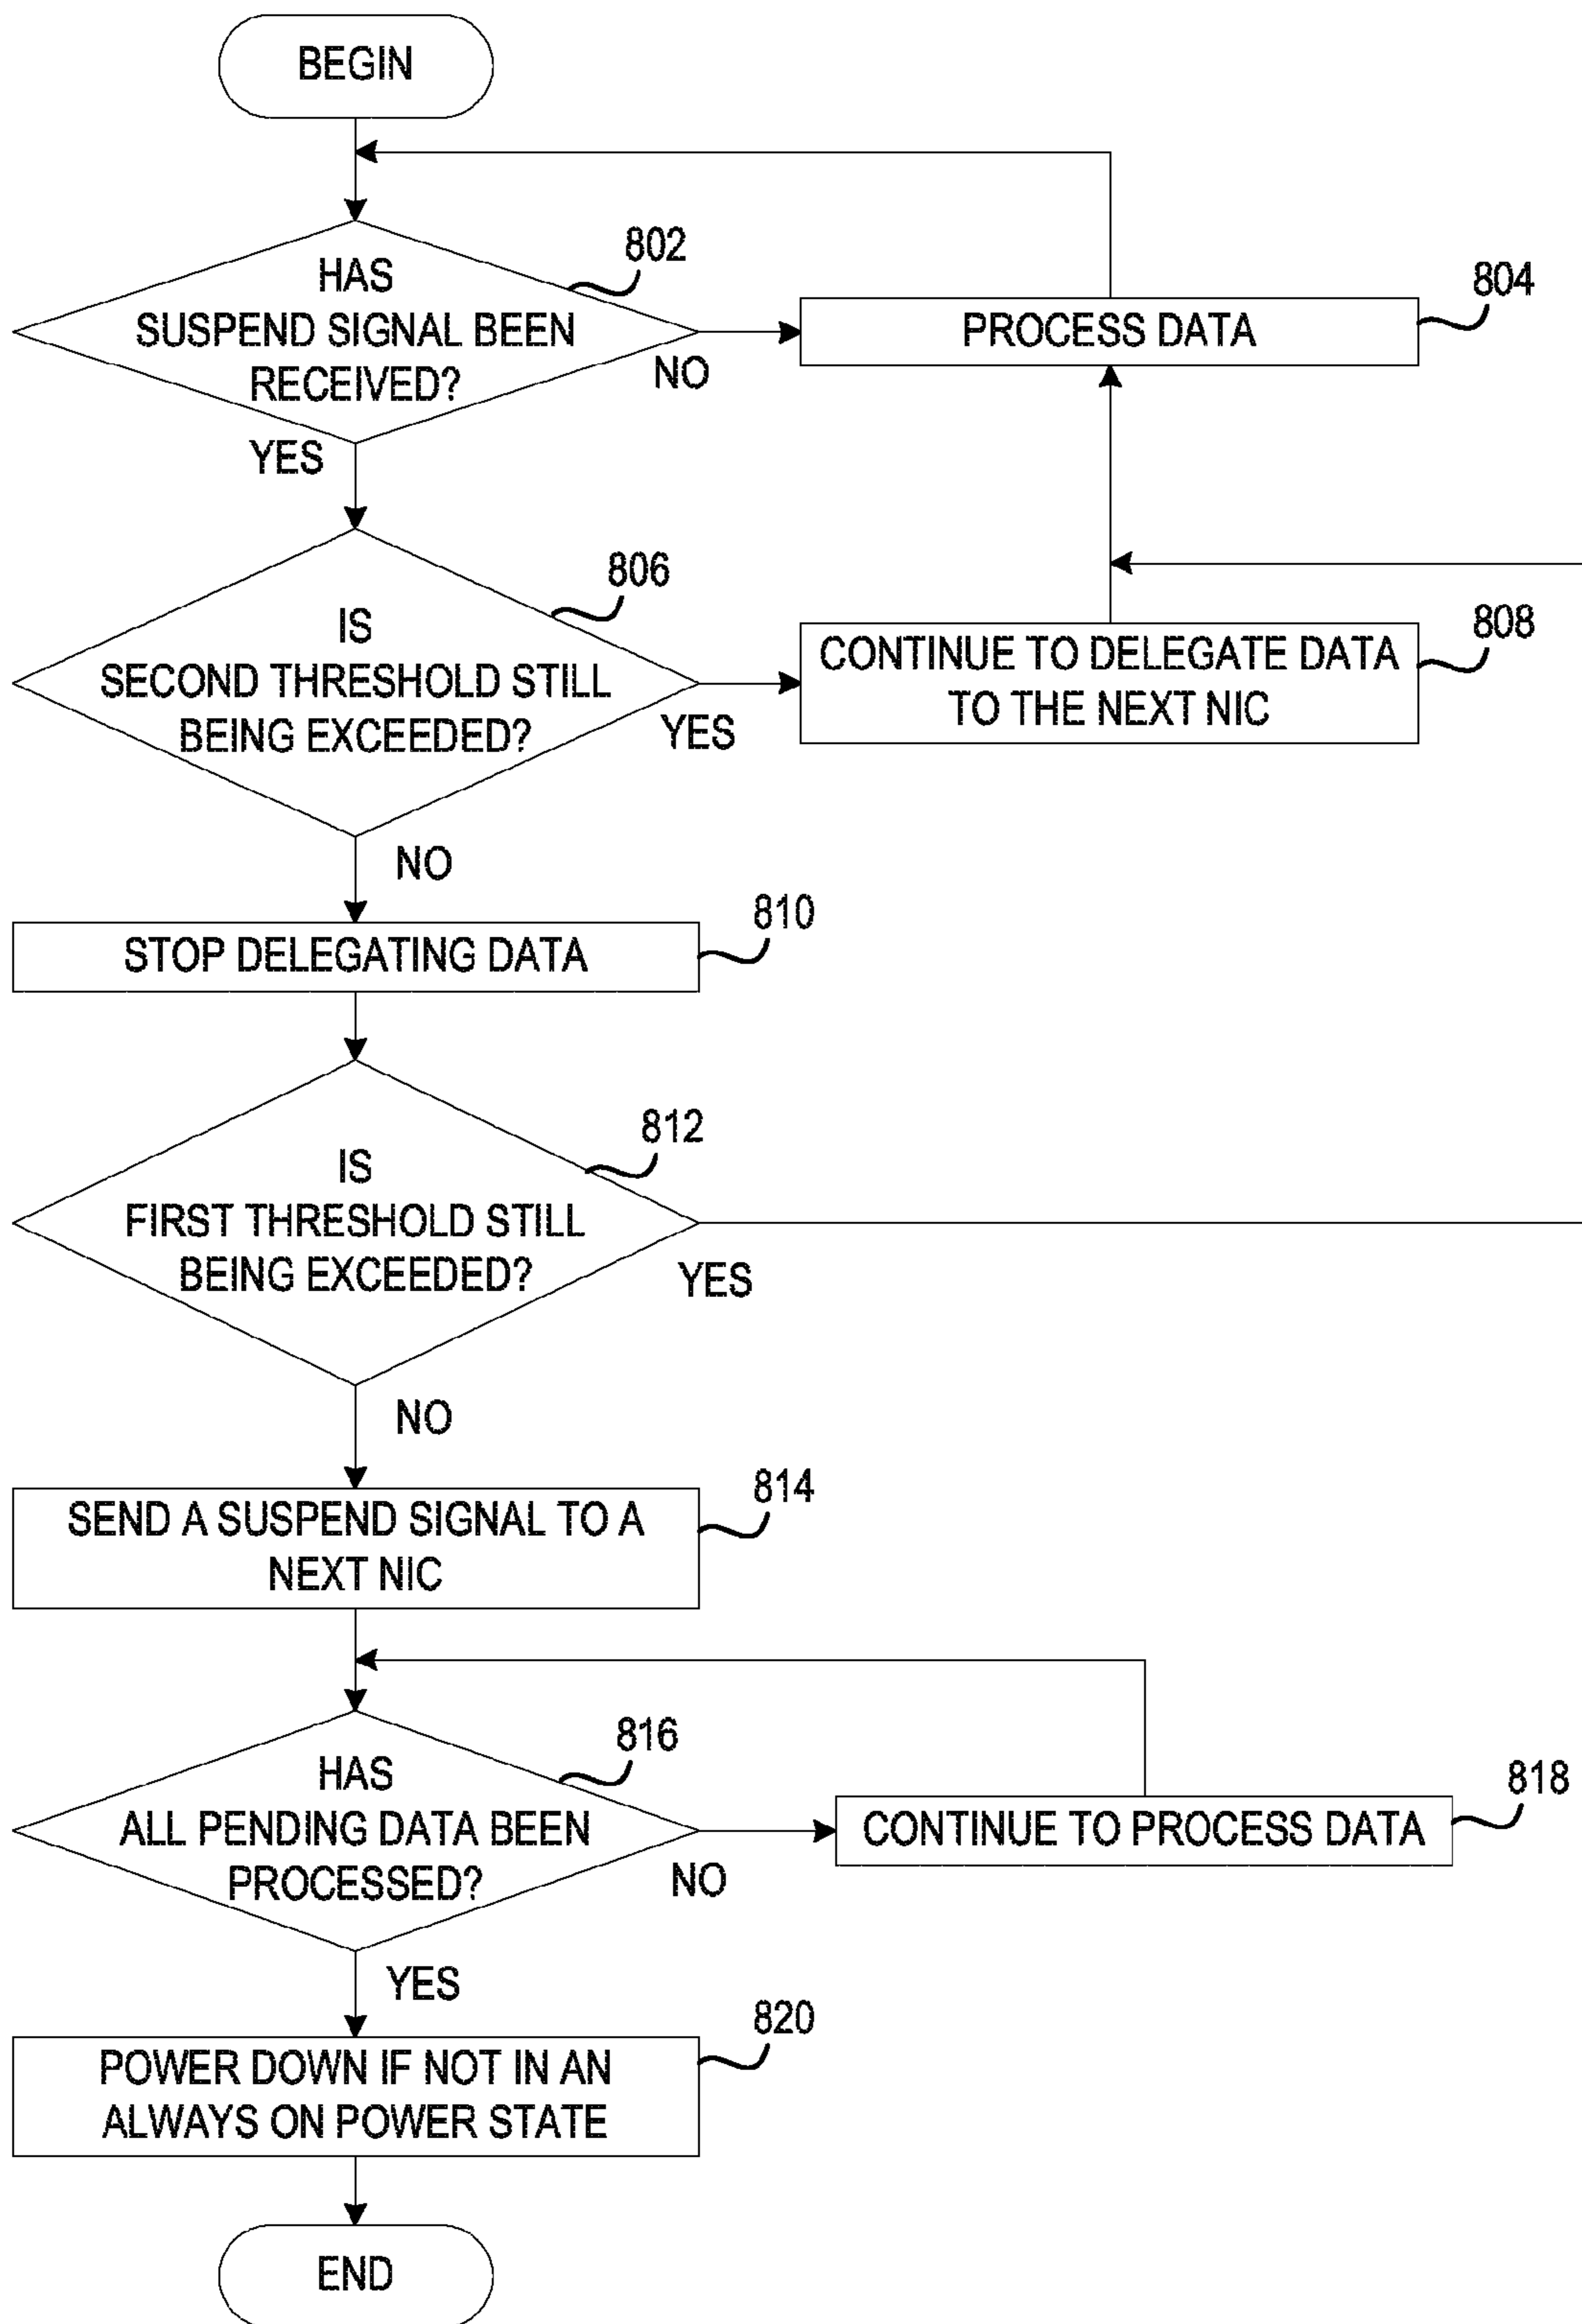 BEGIN
802
HAS
SUSPEND SIGNAL BEEN
RECEIVED?
NO
YES
804
PROCESS DATA
806
IS
SECOND THRESHOLD STILL
BEING EXCEEDED?
YES
NO
808
CONTINUE TO DELEGATE DATA
TO THE NEXT NIC
810
STOP DELEGATING DATA
812
IS
FIRST THRESHOLD STILL
BEING EXCEEDED?
YES
NO
814
SEND A SUSPEND SIGNAL TO A
NEXT NIC
816
HAS
ALL PENDING DATA BEEN
PROCESSED?
NO
YES
818
CONTINUE TO PROCESS DATA
820
POWER DOWN IF NOT IN AN
ALWAYS ON POWER STATE
END